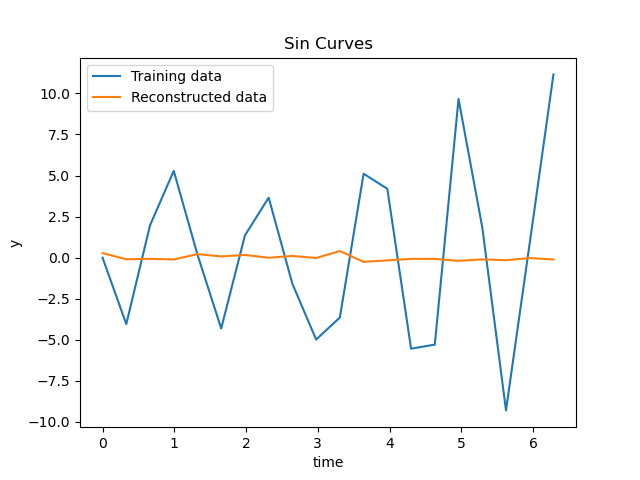 Sin Curves
Training data
Reconstructed data
10.0
7.5
5.0
2.5
0.0
−2.5
−5.0
−7.5
−10.0
y
0 1 2 3 4 5 6
time